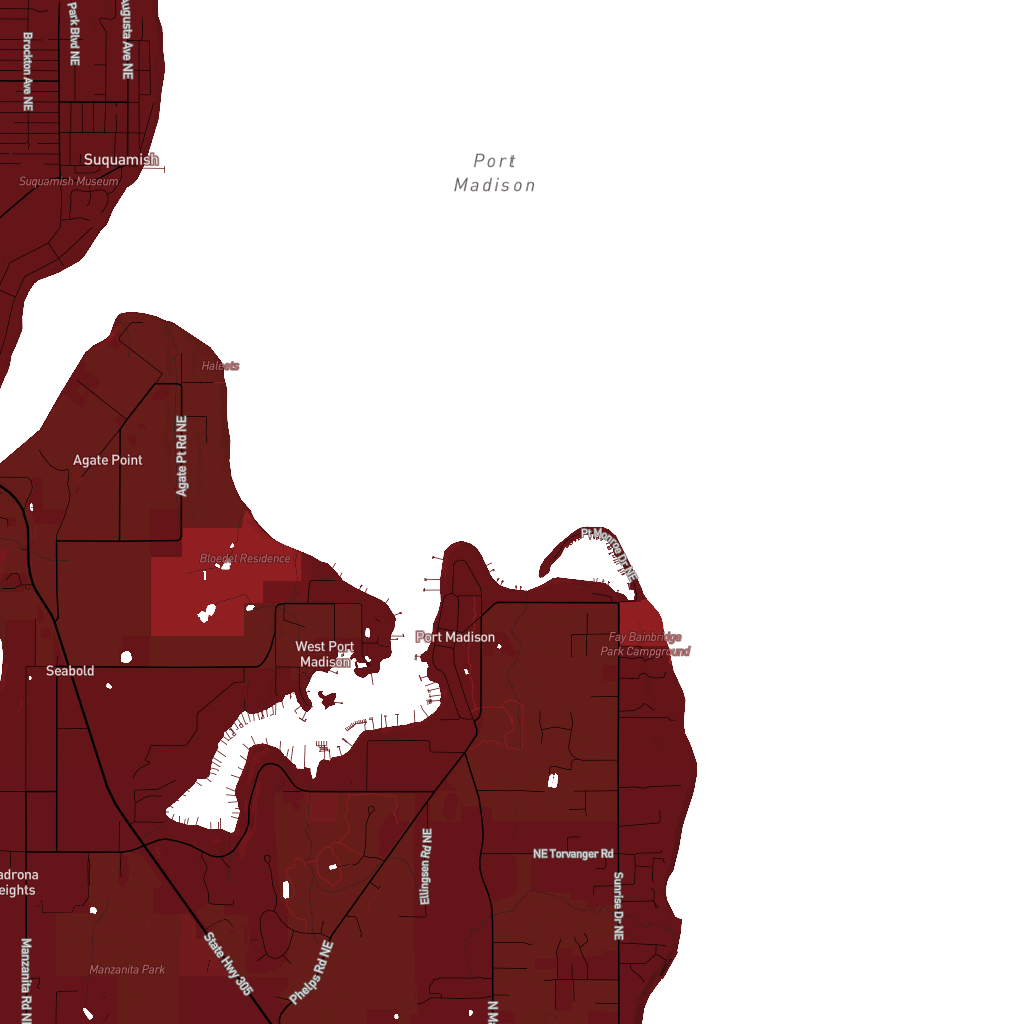 Brockton Ave NE
Park Blvd NE
Augusta Ave NE
Suquamish
Suquamish Museum
Port
Madison
Haleets
Agate Pt Rd NE
Agate Point
Bloedel Residence
Pt Monroe Dr NE
Port Madison
Fay Bainbridge
Park Campground
West Port
Madison
Seabold
NE Torvanger Rd
Ellingsen Rd NE
Sunrise Dr NE
adrona
eights
Manzanita Park
Manzanita Rd NE
State Hwy 305
Phelps Rd NE
N Ma